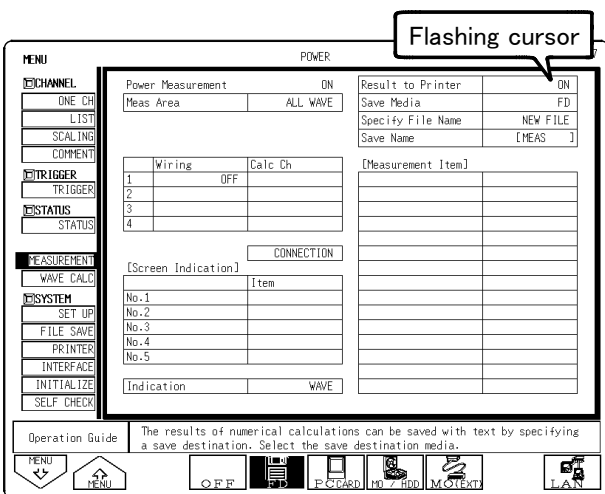 Flashing cursor
MENU
POWER
7
CHANNEL
ONE CH
LIST
SCALING
COMMENT
TRIGGER
TRIGGER
STATUS
STATUS
MEASUREMENT
WAVE CALC
SYSTEM
SET UP
FILE SAVE
PRINTER
INTERFACE
INITIALIZE
SELF CHECK
Power Measurement ON
Meas Area ALL WAVE
Wiring Calc Ch
1 OFF
2
3
4
CONNECTION
[Screen Indication]
Item
No.1
No.2
No.3
No.4
No.5
Indication WAVE
Result to Printer ON
Save Media FD
Specify File Name NEW FILE
Save Name [MEAS ]
[Measurement Item]
Operation Guide
The results of numerical calculations can be saved with text by specifying
a save destination. Select the save destination media.
MENU
MENU
OFF
FD
PCCARD
MO / HDD
MO(EXT)
LAN